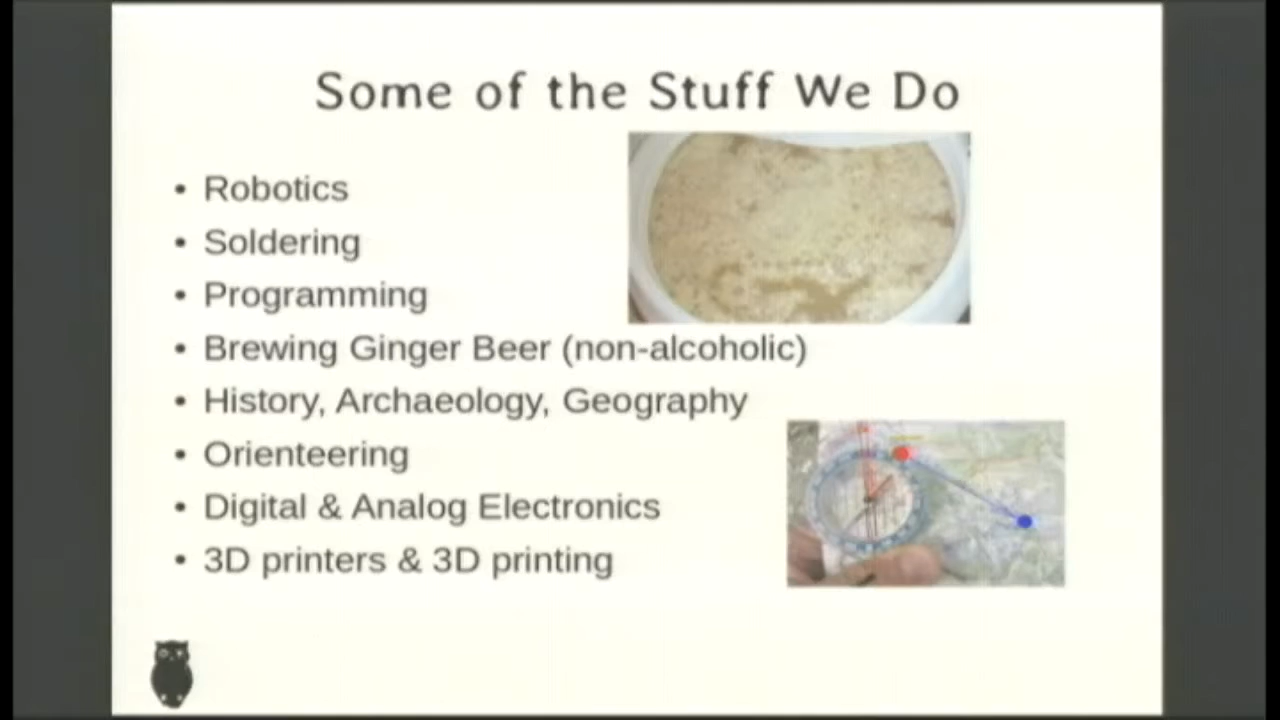 Some of the Stuff We Do
• Robotics
• Soldering
• Programming
• Brewing Ginger Beer (non-alcoholic)
• History, Archaeology, Geography
• Orienteering
• Digital & Analog Electronics
• 3D printers & 3D printing